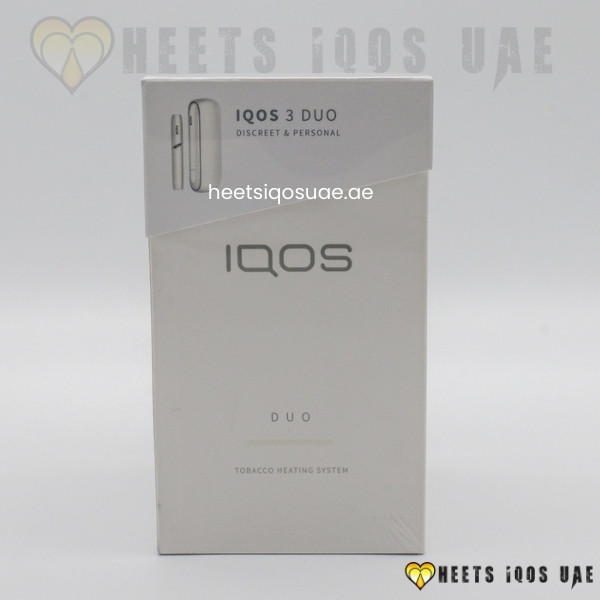 HEETS iQOS UAE
IQOS 3 DUO
DISCREET & PERSONAL
heetsiqosuae.ae
IQOS
DUO
TOBACCO HEATING SYSTEM
HEETS iQOS UAE